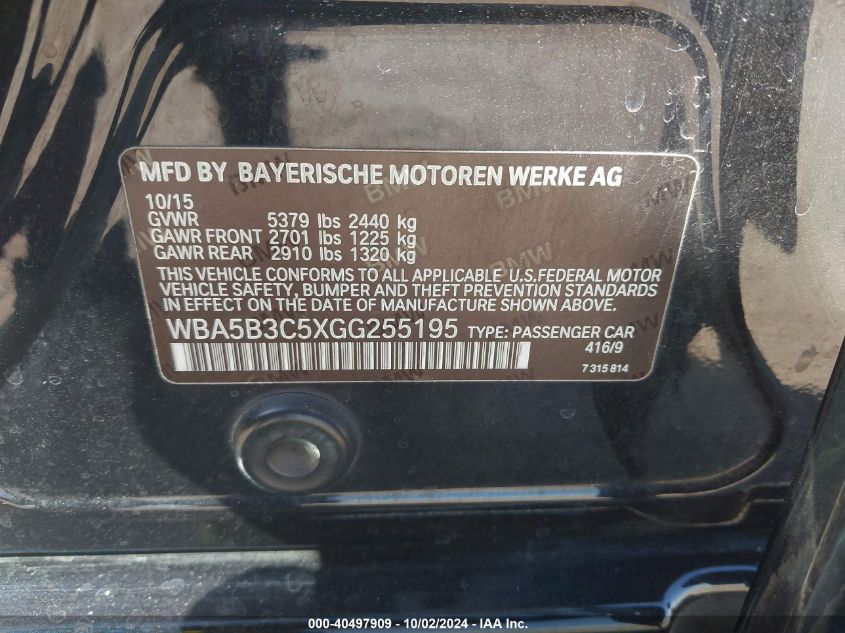 MFD BY BAYERISCHE MOTOREN WERKE AG
10/15
GVWR 5379 lbs 2440 kg
GAWR FRONT 2701 lbs 1225 kg
GAWR REAR 2910 lbs 1320 kg
THIS VEHICLE CONFORMS TO ALL APPLICABLE U.S.FEDERAL MOTOR
VEHICLE SAFETY, BUMPER AND THEFT PREVENTION STANDARDS
IN EFFECT ON THE DATE OF MANUFACTURE SHOWN ABOVE.
WBA5B3C5XGG255195 TYPE: PASSENGER CAR
416/9
7 315 814
000-40497909 - 10/02/2024 - IAA Inc.